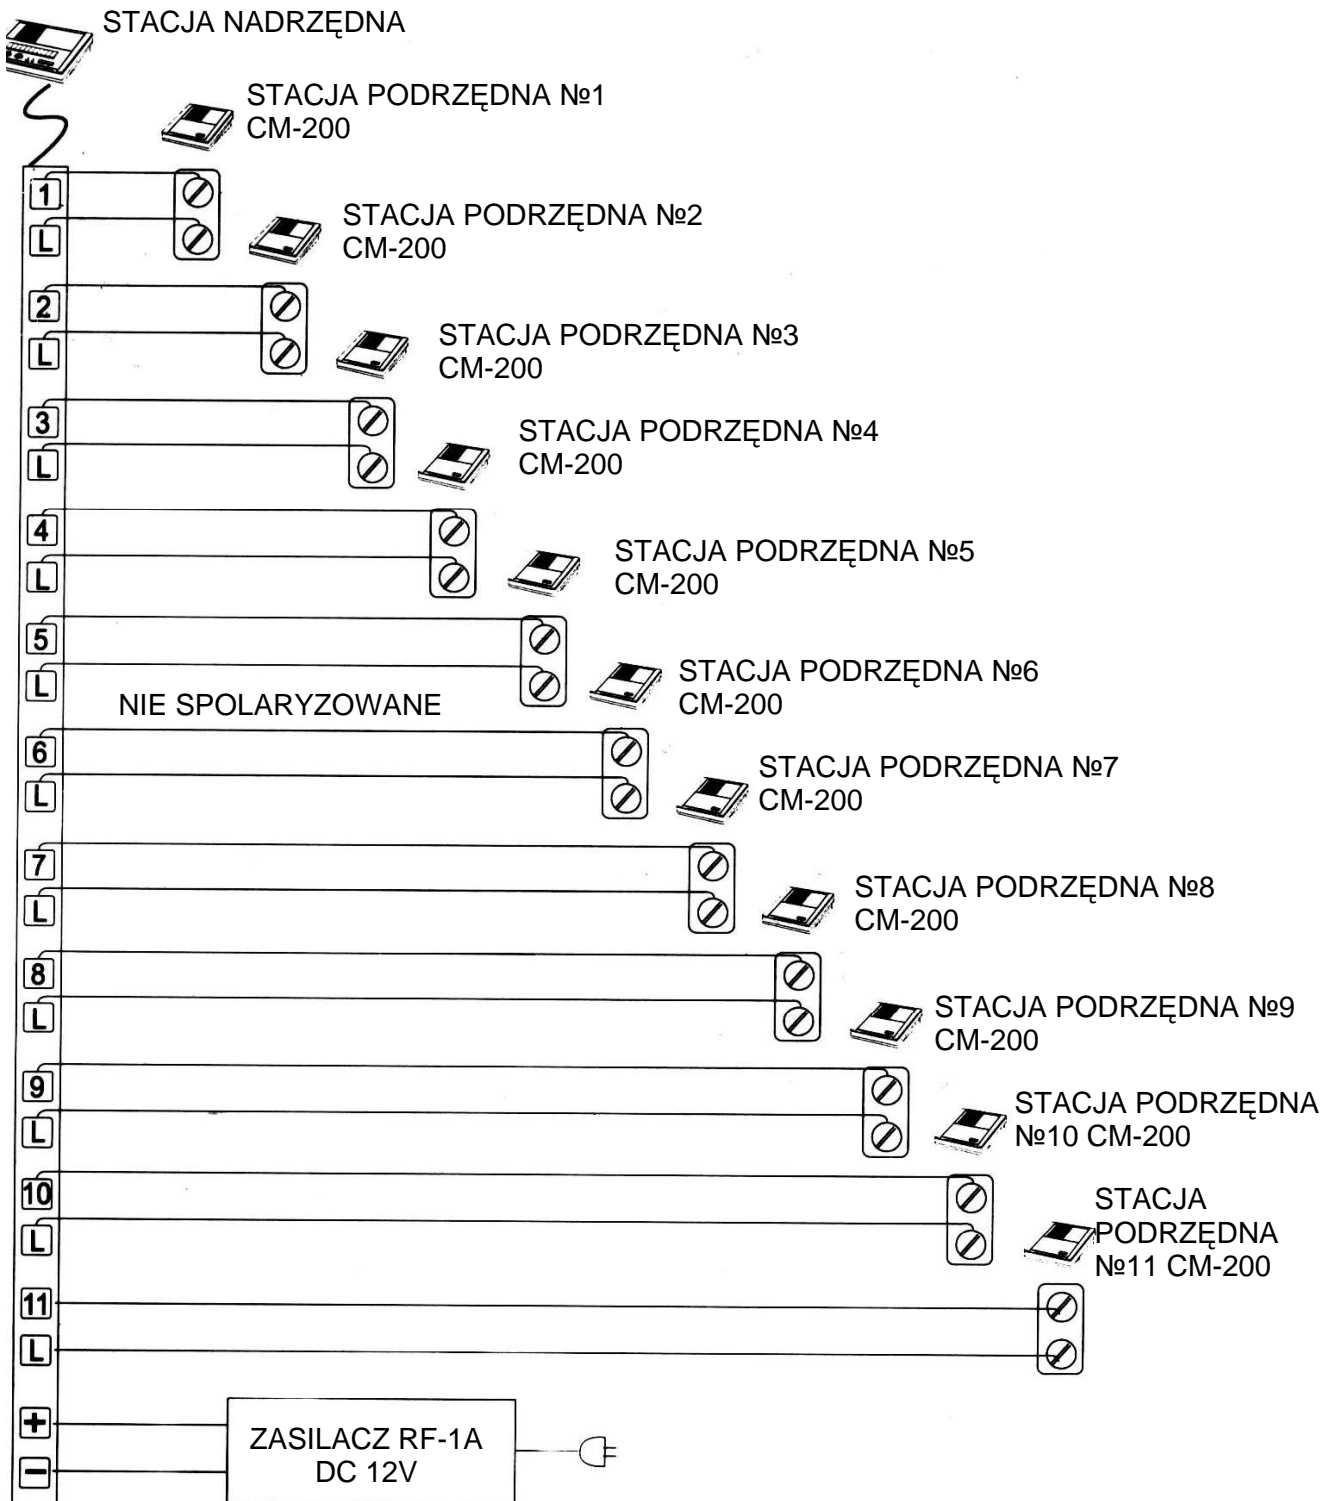 STACJA NADRZĘDNA
STACJA PODRZĘDNA №1
CM-200
1
L
STACJA PODRZĘDNA №2
CM-200
2
L
STACJA PODRZĘDNA №3
CM-200
3
L
STACJA PODRZĘDNA №4
CM-200
4
L
STACJA PODRZĘDNA №5
CM-200
5
L
STACJA PODRZĘDNA №6
CM-200
NIE SPOLARYZOWANE
6
L
STACJA PODRZĘDNA №7
CM-200
7
L
STACJA PODRZĘDNA №8
CM-200
8
L
STACJA PODRZĘDNA №9
CM-200
9
L
STACJA PODRZĘDNA
№10 CM-200
10
L
STACJA
PODRZĘDNA
№11 CM-200
11
L
+
−
ZASILACZ RF-1A
DC 12V